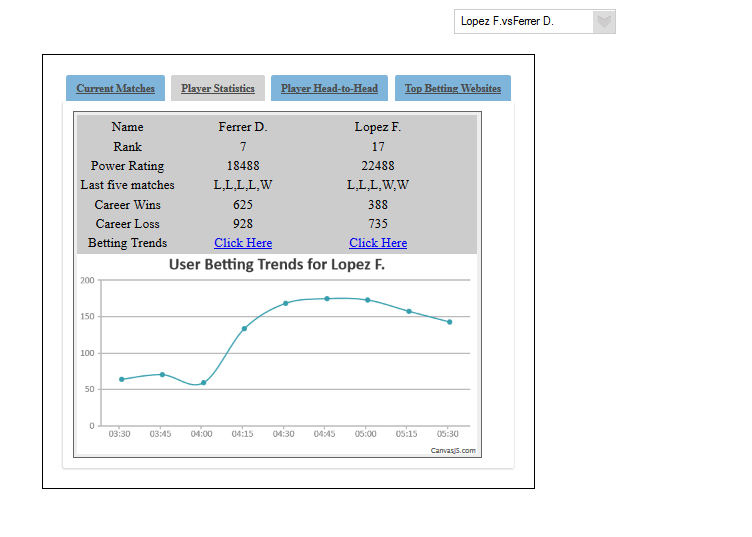 Lopez F.vsFerrer D.
Current Matches Player Statistics Player Head-to-Head Top Betting Websites
Name Ferrer D. Lopez F.
Rank 7 17
Power Rating 18488 22488
Last five matches L,L,L,L,W L,L,L,W,W
Career Wins 625 388
Career Loss 928 735
Betting Trends Click Here Click Here
User Betting Trends for Lopez F.
200
150
100
50
0
03:30 03:45 04:00 04:15 04:30 04:45 05:00 05:15 05:30
CanvasJS.com